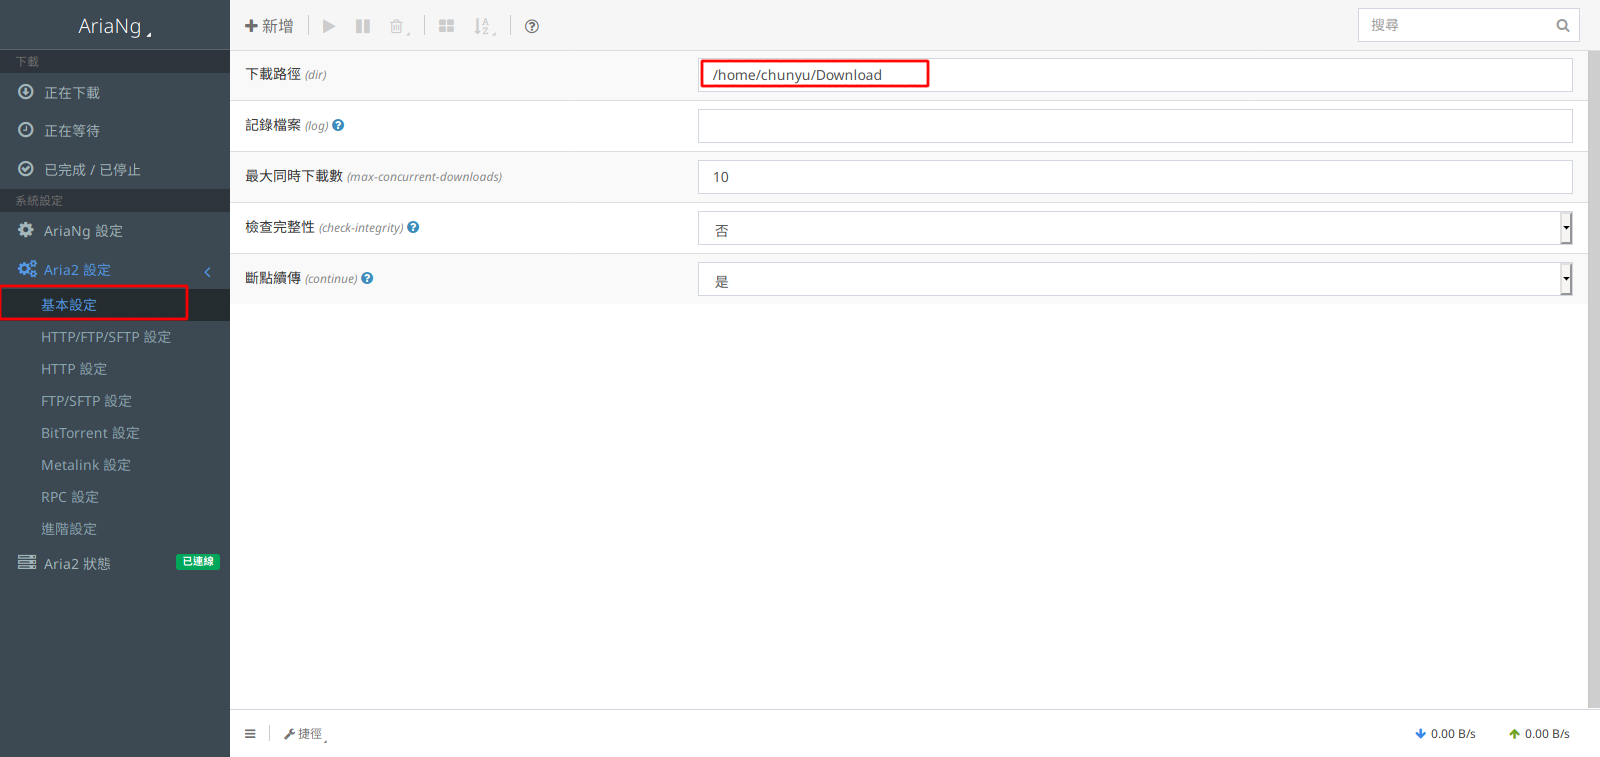 AriaNg
下載
正在下載
正在等待
已完成 / 已停止
系統設定
AriaNg 設定
Aria2 設定
基本設定
HTTP/FTP/SFTP 設定
HTTP 設定
FTP/SFTP 設定
BitTorrent 設定
Metalink 設定
RPC 設定
進階設定
Aria2 狀態 已連線
新增
搜尋
下載路徑 (dir) /home/chunyu/Download
記錄檔案 (log)
最大同時下載數 (max-concurrent-downloads) 10
檢查完整性 (check-integrity) 否
斷點續傳 (continue) 是
捷徑 0.00 B/s 0.00 B/s